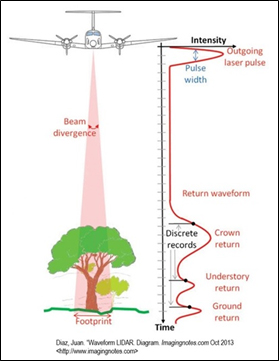 Intensity
Outgoing
laser pulse
Pulse
width
Beam
divergence
Return waveform
Discrete
records
Crown
return
Understory
return
Ground
return
Footprint
Time
Diaz, Juan. "Waveform LIDAR. Diagram. Imagingnotes.com Oct 2013
<http://www.imagingnotes.com>